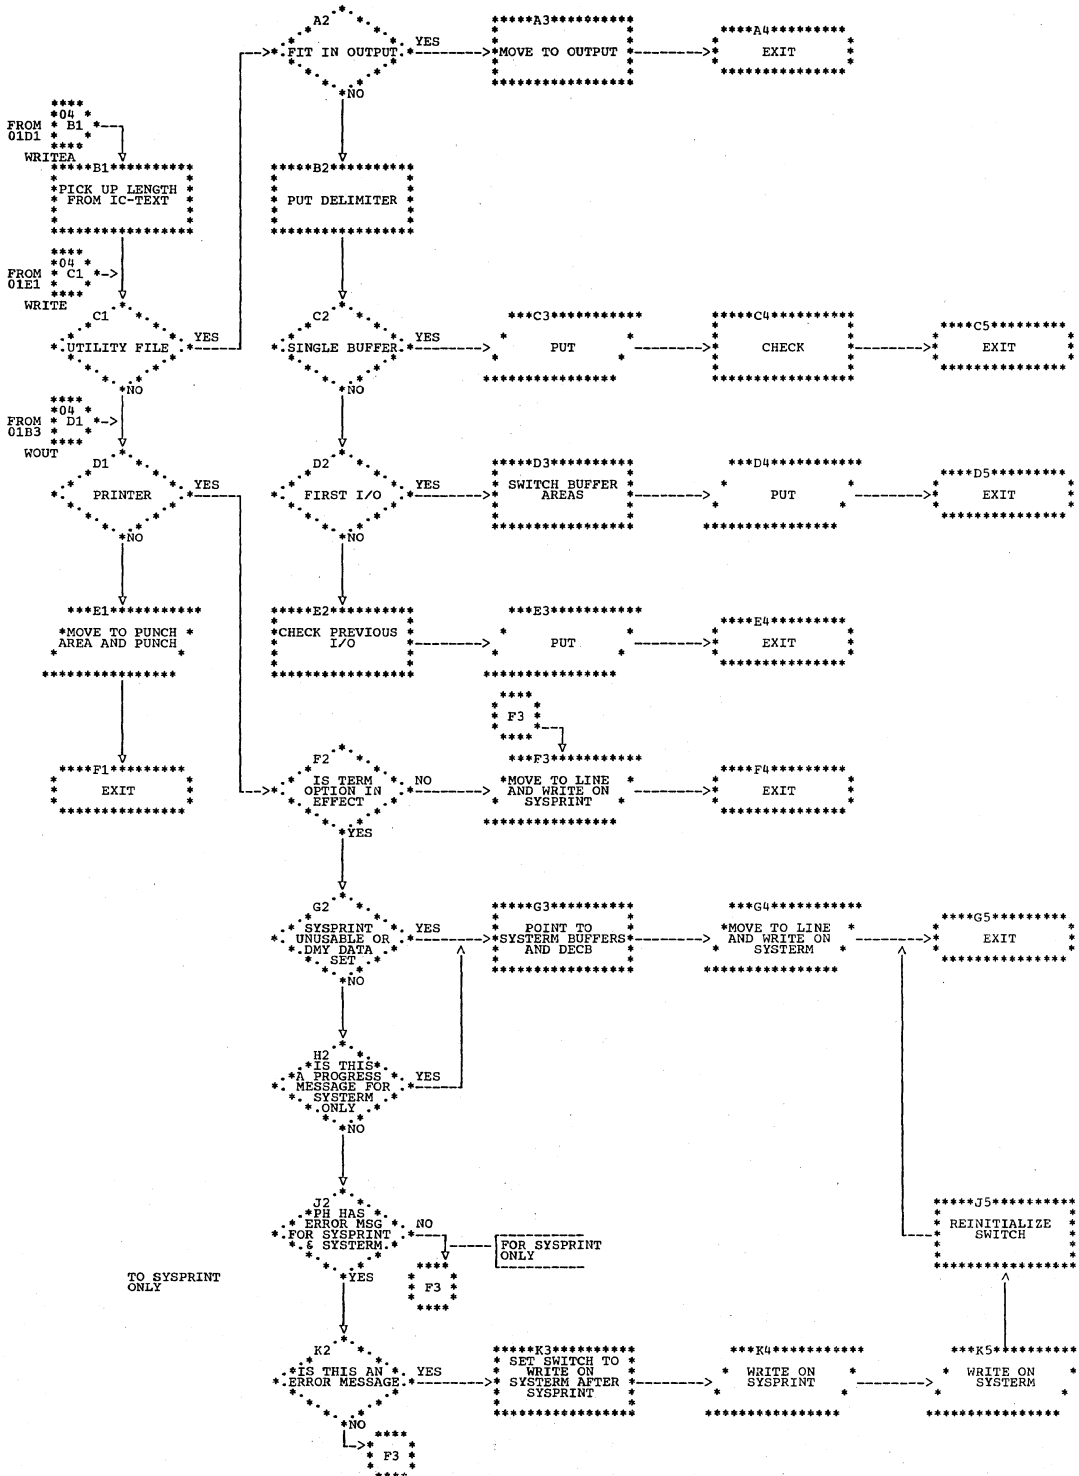 A2
FIT IN OUTPUT
YES
NO
A3
MOVE TO OUTPUT
A4
EXIT
FROM
01D1
04
B1
WRITEA
B1
PICK UP LENGTH
FROM IC-TEXT
B2
PUT DELIMITER
FROM
01E1
04
C1
WRITE
C1
UTILITY FILE
YES
NO
C2
SINGLE BUFFER
YES
NO
C3
PUT
C4
CHECK
C5
EXIT
FROM
01B3
04
D1
WOUT
D1
PRINTER
YES
NO
D2
FIRST I/O
YES
NO
D3
SWITCH BUFFER
AREAS
D4
PUT
D5
EXIT
E1
MOVE TO PUNCH
AREA AND PUNCH
E2
CHECK PREVIOUS
I/O
E3
PUT
E4
EXIT
F3
F1
EXIT
F2
IS TERM
OPTION IN
EFFECT
NO
YES
F3
MOVE TO LINE
AND WRITE ON
SYSPRINT
F4
EXIT
G2
SYSPRINT
UNUSABLE OR
DMY DATA
SET
YES
NO
G3
POINT TO
SYSTERM BUFFERS
AND DECB
G4
MOVE TO LINE
AND WRITE ON
SYSTERM
G5
EXIT
H2
IS THIS
A PROGRESS
MESSAGE FOR
SYSTERM
ONLY
YES
NO
J2
PH HAS
ERROR MSG
FOR SYSPRINT
& SYSTERM
NO
YES
FOR SYSPRINT
ONLY
F3
J5
REINITIALIZE
SWITCH
TO SYSPRINT
ONLY
K2
IS THIS AN
ERROR MESSAGE
YES
NO
K3
SET SWITCH TO
WRITE ON
SYSTERM AFTER
SYSPRINT
K4
WRITE ON
SYSPRINT
K5
WRITE ON
SYSTERM
F3